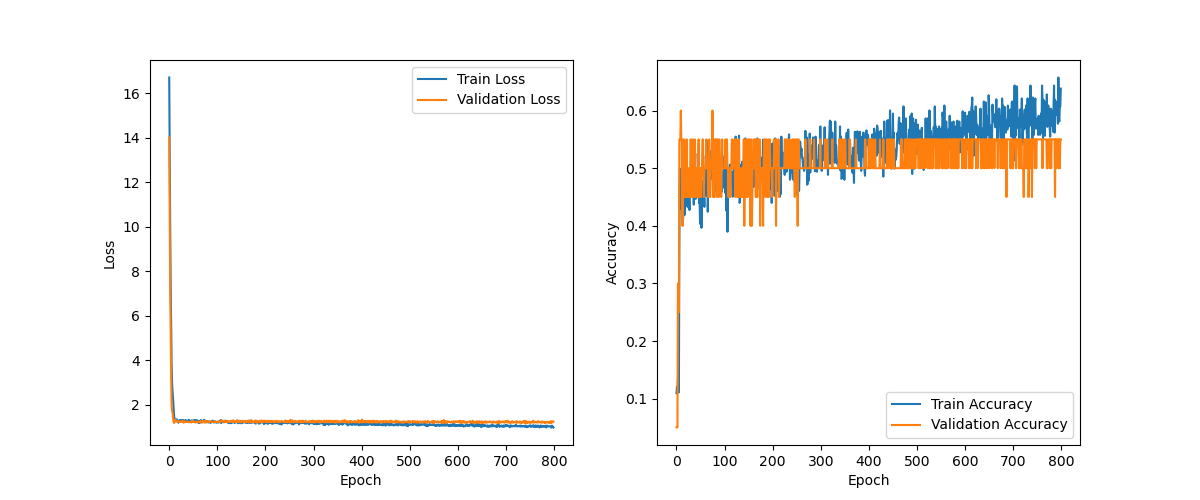 16
14
12
10
8
6
4
2
Loss
0 100 200 300 400 500 600 700 800
Epoch
Train Loss
Validation Loss
0.6
0.5
0.4
0.3
0.2
0.1
Accuracy
0 100 200 300 400 500 600 700 800
Epoch
Train Accuracy
Validation Accuracy